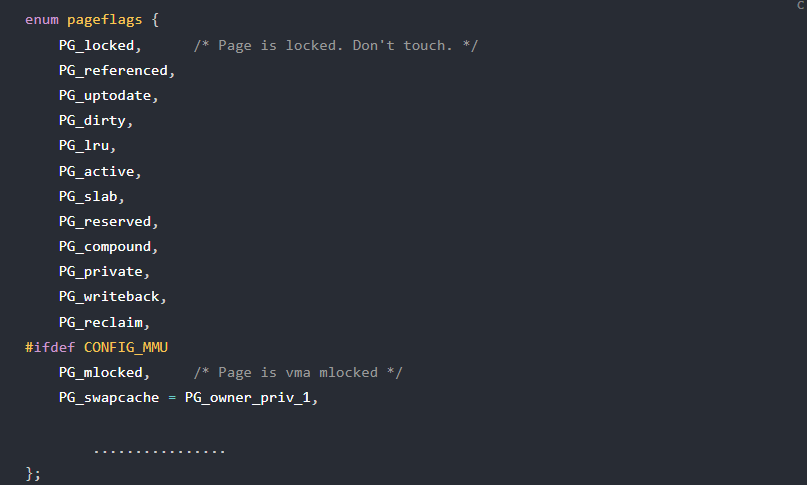 C
enum pageflags {
    PG_locked,     /* Page is locked. Don't touch. */
    PG_referenced,
    PG_uptodate,
    PG_dirty,
    PG_lru,
    PG_active,
    PG_slab,
    PG_reserved,
    PG_compound,
    PG_private,
    PG_writeback,
    PG_reclaim,
#ifdef CONFIG_MMU
    PG_mlocked,     /* Page is vma mlocked */
    PG_swapcache = PG_owner_priv_1,
        ................
};